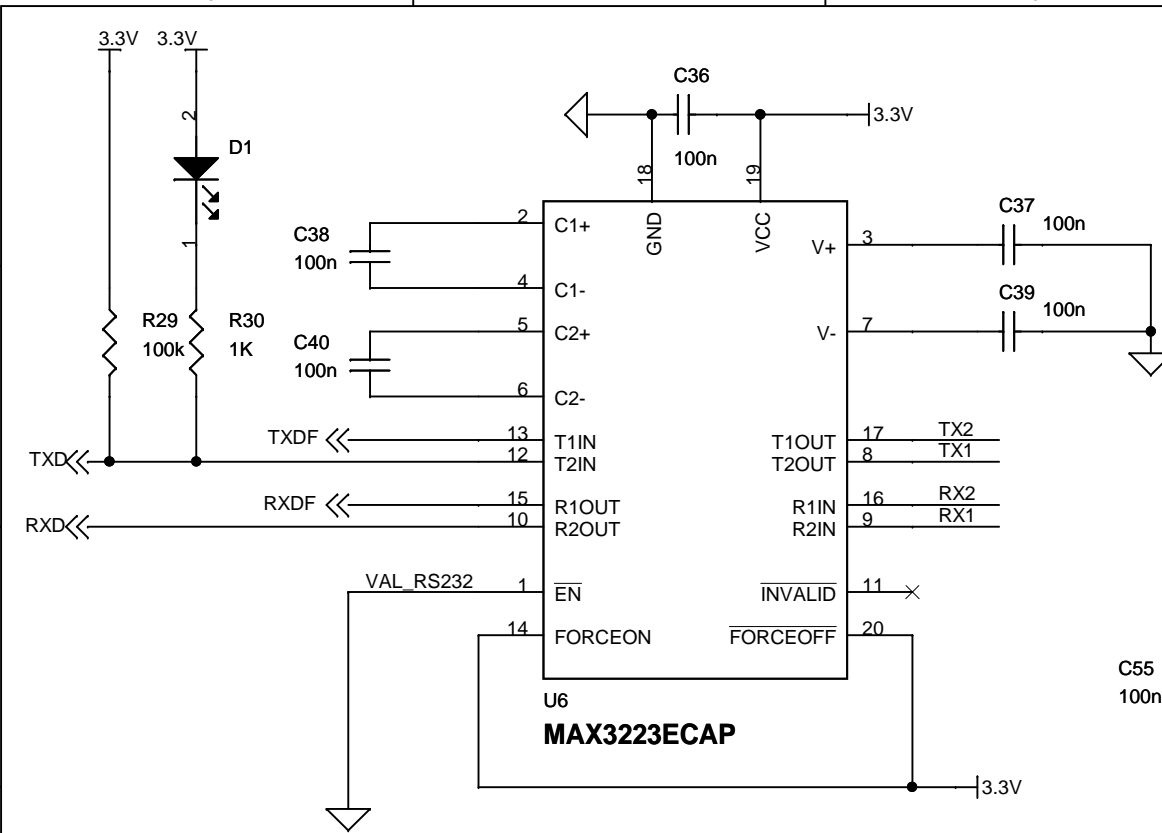 3.3V 3.3V
C36
3.3V
100n
2
D1
1
18
19
GND
VCC
C38
100n
2 C1+
4 C1-
V+ 3
C37
100n
R29
100k
R30
1K
C40
100n
5 C2+
6 C2-
V- 7
C39
100n
TXDF 13 T1IN
T1OUT 17 TX2
TXD 12 T2IN
T2OUT 8 TX1
RXDF 15 R1OUT
R1IN 16 RX2
RXD 10 R2OUT
R2IN 9 RX1
VAL_RS232 1 EN
INVALID 11
14 FORCEON
FORCEOFF 20
C55
100n
U6
MAX3223ECAP
3.3V